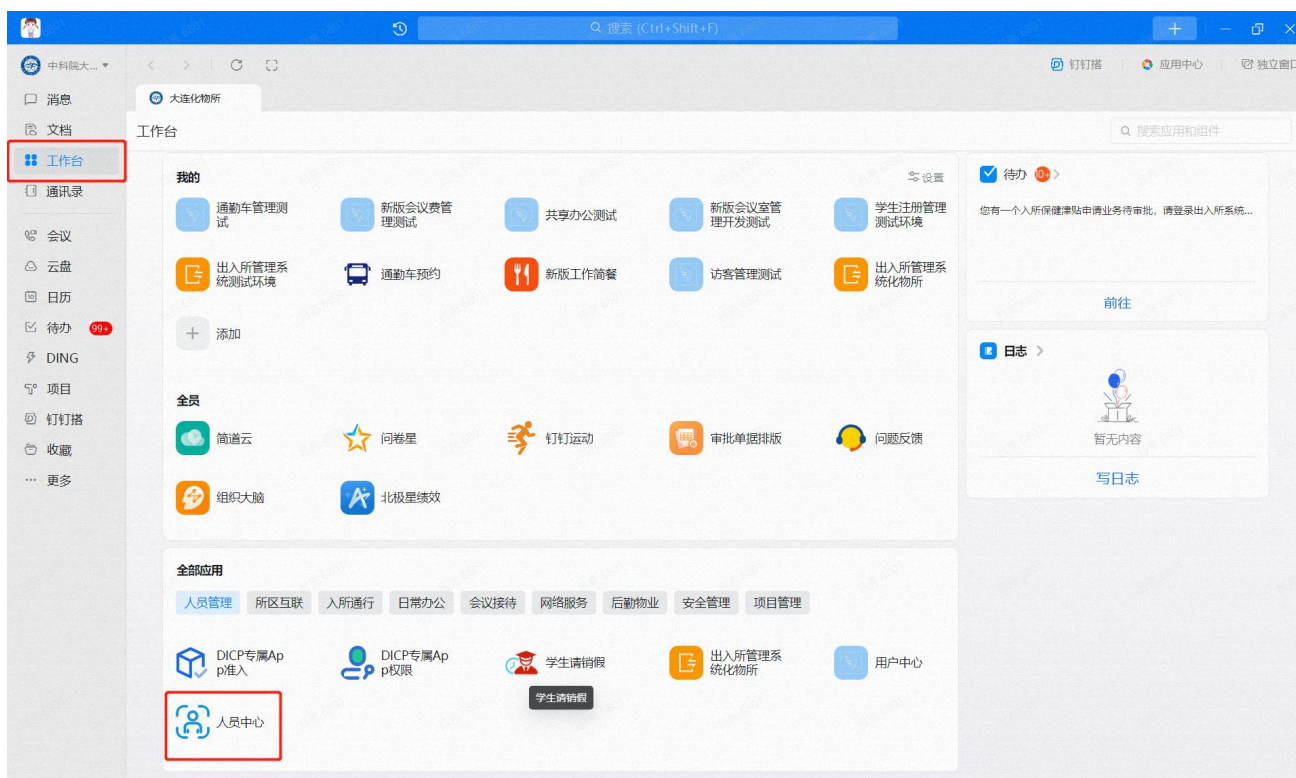 搜索 (Ctrl+Shift+F)
中科院大...
钉钉搭
应用中心
独立窗口
消息
大连化物所
文档
工作台
搜索应用和组件
工作台
通讯录
会议
云盘
日历
待办 99+
DING
项目
钉钉搭
收藏
更多
我的
设置
通勤车管理测
试
新版会议费管
理测试
共享办公测试
新版会议室管
理开发测试
学生注册管理
测试环境
出入所管理系
统测试环境
通勤车预约
新版工作简餐
访客管理测试
出入所管理系
统化物所
添加
全员
简道云
问卷星
钉钉运动
审批单据排版
问题反馈
组织大脑
北极星绩效
全部应用
人员管理 所区互联 入所通行 日常办公 会议接待 网络服务 后勤物业 安全管理 项目管理
DICP专属Ap
p准入
DICP专属Ap
p权限
学生请销假
出入所管理系
统化物所
用户中心
学生请销假
人员中心
待办 10+
您有一个入所保健津贴申请业务待审批，请登录出入所系统...
前往
日志
暂无内容
写日志